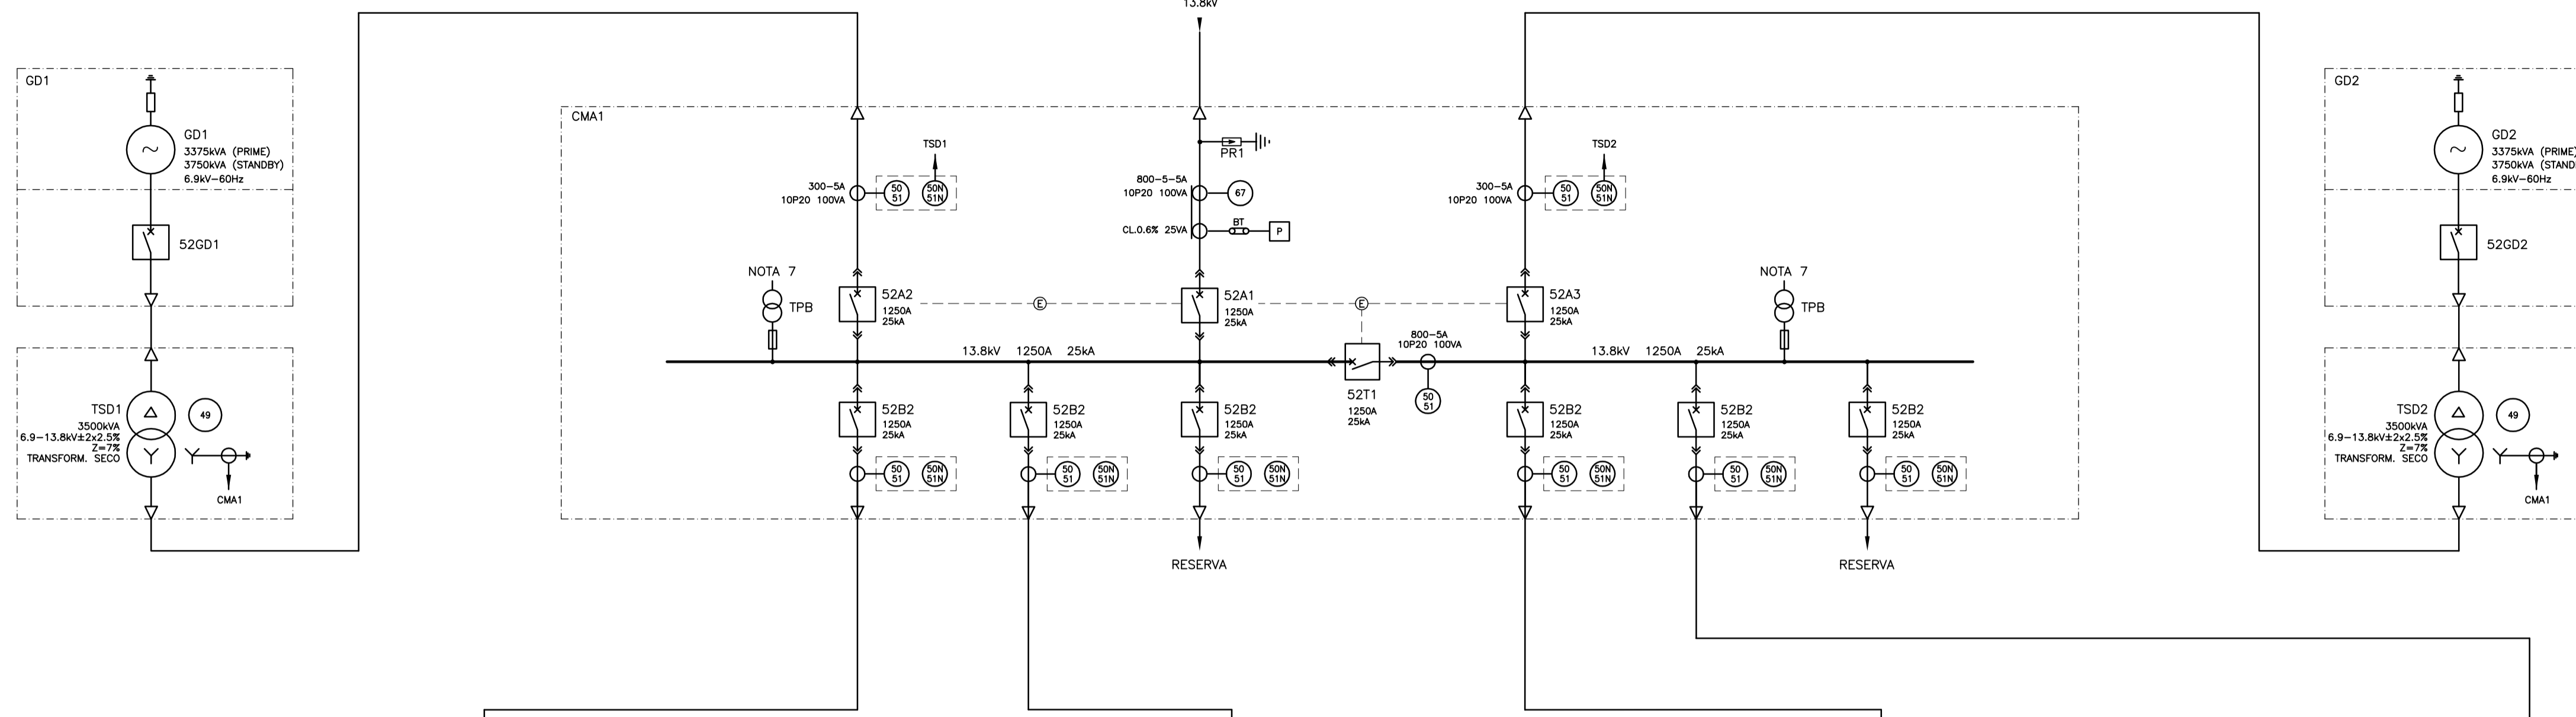 13.8kV
GD1
GD1
3375kVA (PRIME)
3750kVA (STANDBY)
6.9kV-60Hz
52GD1
TSD1
3500kVA
6.9-13.8kV±2x2.5%
Z=7%
TRANSFORM. SECO
49
CMA1
CMA1
TSD1
300-5A
10P20 100VA
50
51
50N
51N
PR1
800-5-5A
10P20 100VA
67
CL.0.6% 25VA
BT
P
TSD2
300-5A
10P20 100VA
50
51
50N
51N
NOTA 7
TPB
52A2
1250A
25kA
E
52A1
1250A
25kA
E
52A3
1250A
25kA
NOTA 7
TPB
13.8kV 1250A 25kA
800-5A
10P20 100VA
13.8kV 1250A 25kA
52T1
1250A
25kA
50
51
52B2
1250A
25kA
52B2
1250A
25kA
52B2
1250A
25kA
52B2
1250A
25kA
52B2
1250A
25kA
52B2
1250A
25kA
50
51
50N
51N
50
51
50N
51N
50
51
50N
51N
50
51
50N
51N
50
51
50N
51N
50
51
50N
51N
RESERVA
RESERVA
GD2
GD2
3375kVA (PRIME)
3750kVA (STAND
6.9kV-60Hz
52GD2
TSD2
3500kVA
6.9-13.8kV±2x2.5%
Z=7%
TRANSFORM. SECO
49
CMA1